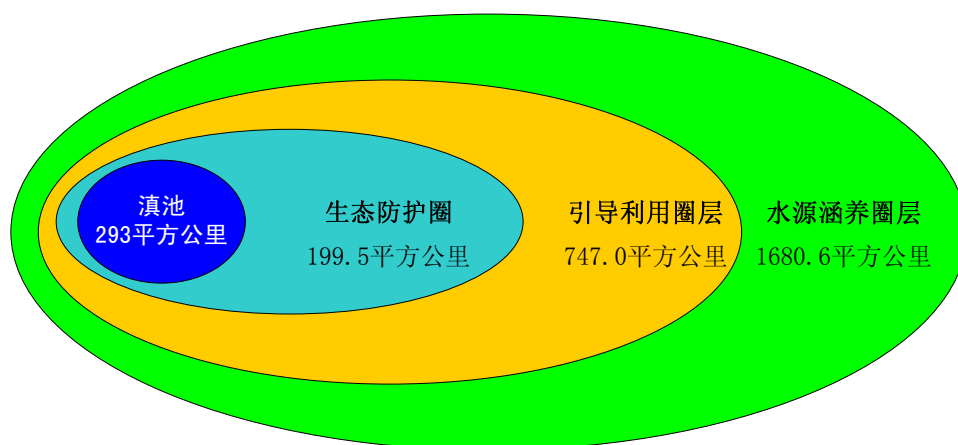 滇池
293平方公里
生态防护圈
199.5平方公里
引导利用圈层
747.0平方公里
水源涵养圈层
1680.6平方公里